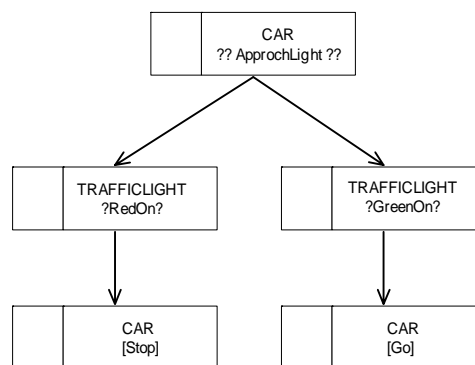 CAR
?? ApprochLight ??
TRAFFICLIGHT
?RedOn?
TRAFFICLIGHT
?GreenOn?
CAR
[Stop]
CAR
[Go]